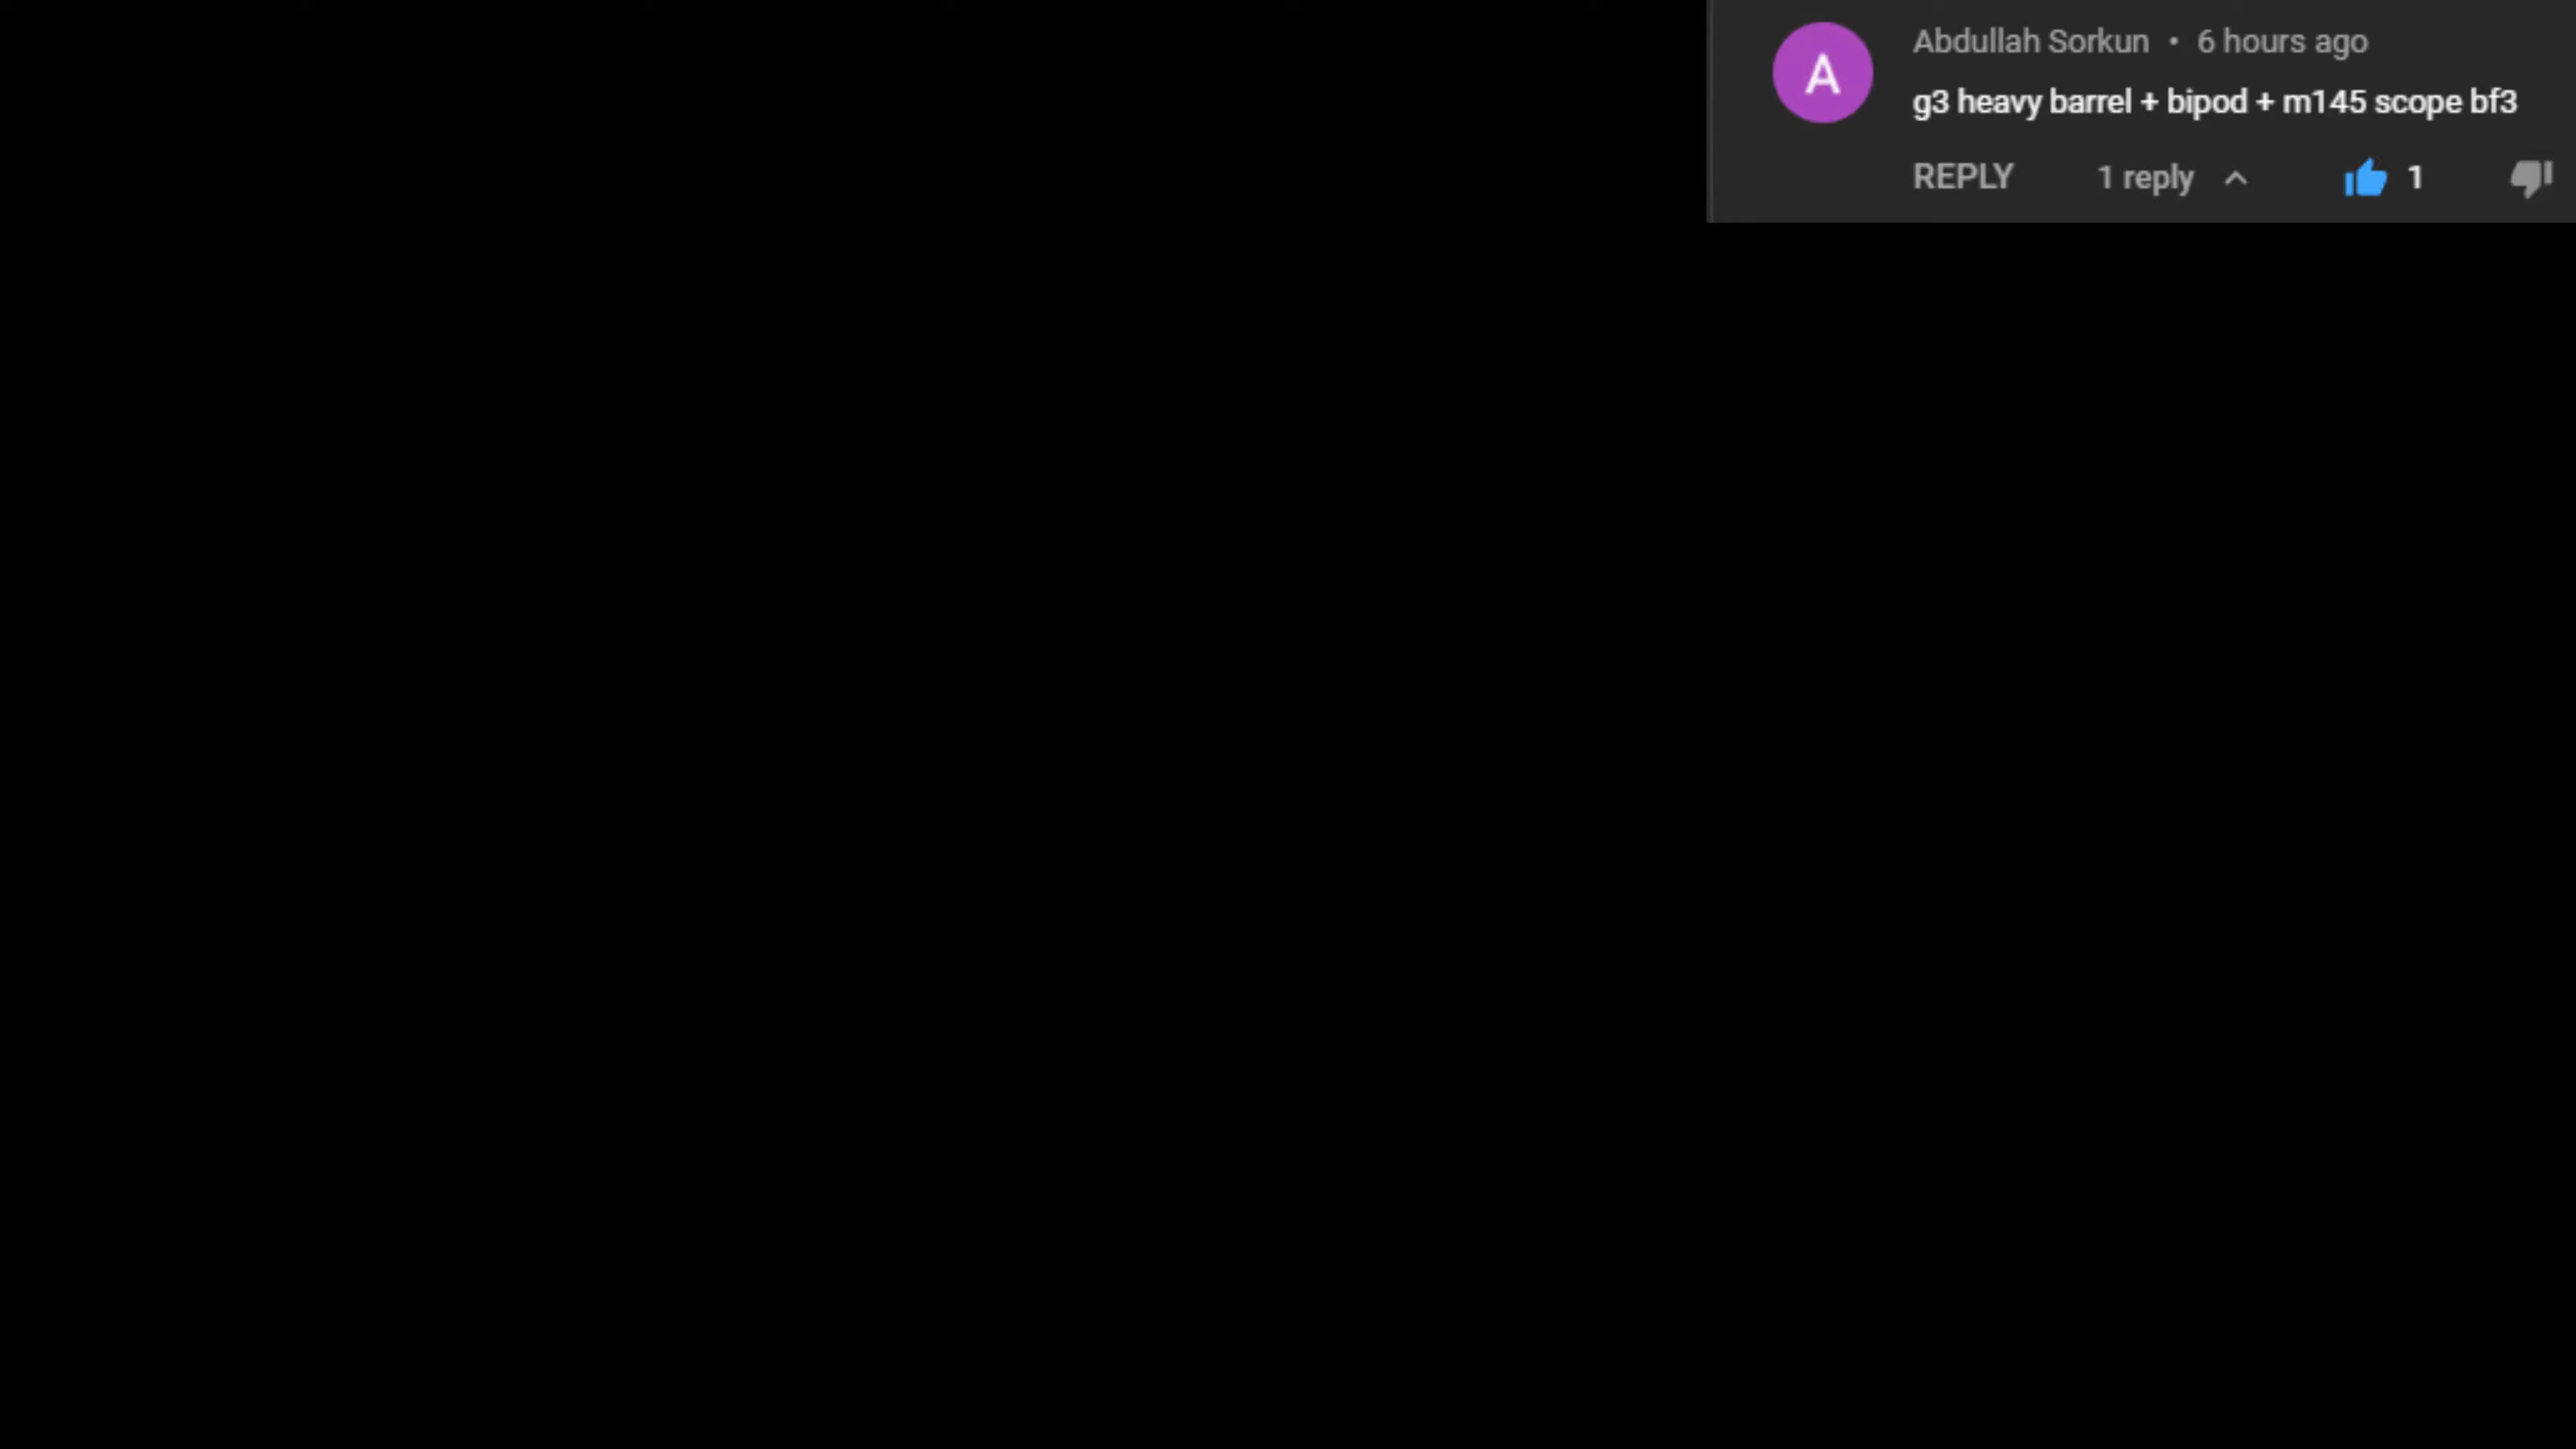 A
Abdullah Sorkun • 6 hours ago
g3 heavy barrel + bipod + m145 scope bf3
REPLY 1 reply 1